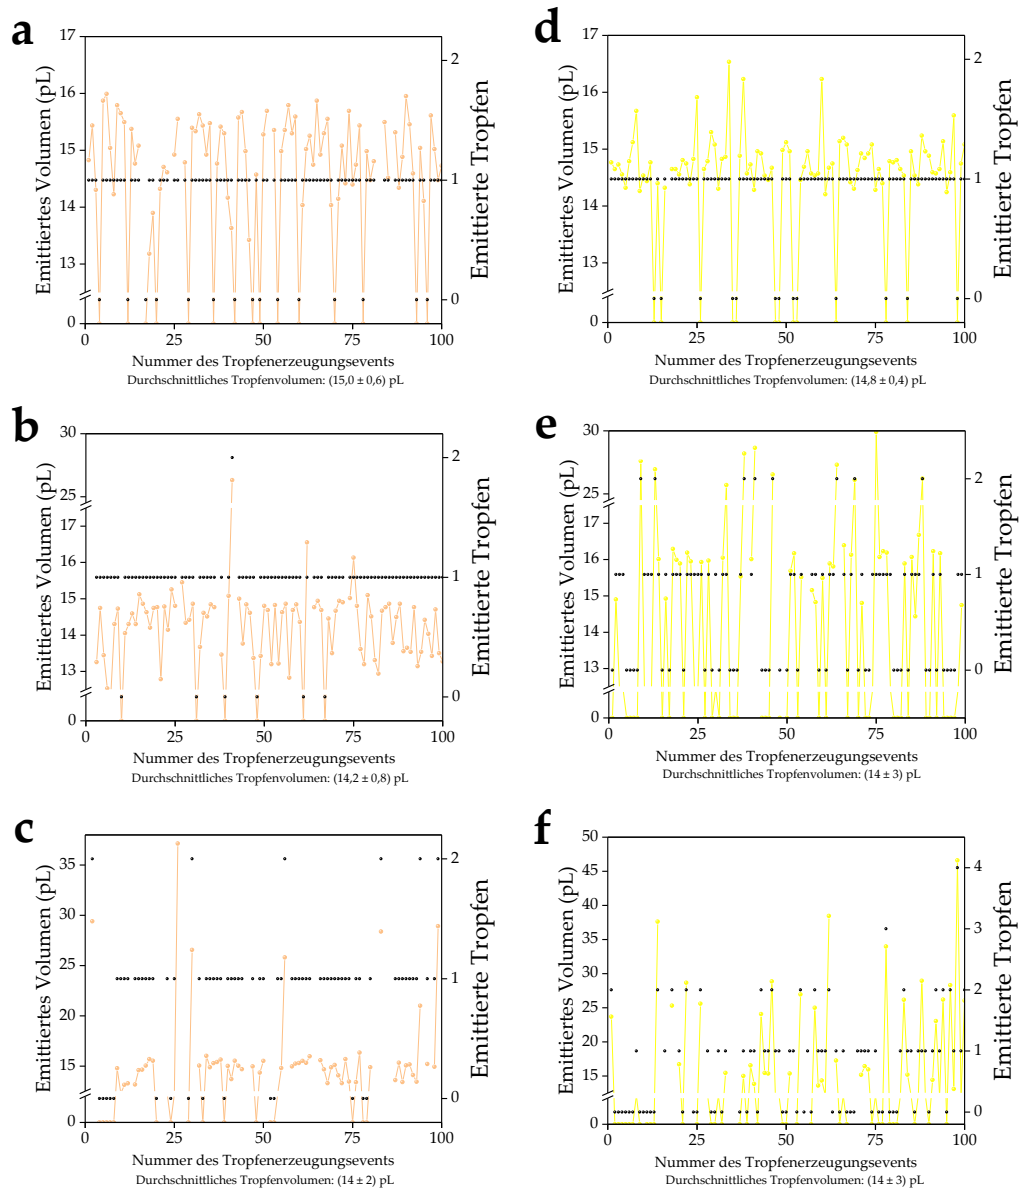 a
Emittiertes Volumen (pL)
17
16
15
14
13
0
2
1
0
Emittierte Tropfen
0 25 50 75 100
Nummer des Tropfenerzeugungsevents
Durchschnittliches Tropfenvolumen: (15,0 ± 0,6) pL
b
Emittiertes Volumen (pL)
30
25
17
16
15
14
13
0
2
1
0
Emittierte Tropfen
0 25 50 75 100
Nummer des Tropfenerzeugungsevents
Durchschnittliches Tropfenvolumen: (14,2 ± 0,8) pL
c
Emittiertes Volumen (pL)
35
30
25
20
15
0
2
1
0
Emittierte Tropfen
0 25 50 75 100
Nummer des Tropfenerzeugungsevents
Durchschnittliches Tropfenvolumen: (14 ± 2) pL
d
Emittiertes Volumen (pL)
17
16
15
14
13
0
2
1
0
Emittierte Tropfen
0 25 50 75 100
Nummer des Tropfenerzeugungsevents
Durchschnittliches Tropfenvolumen: (14,8 ± 0,4) pL
e
Emittiertes Volumen (pL)
30
25
17
16
15
14
13
0
2
1
0
Emittierte Tropfen
0 25 50 75 100
Nummer des Tropfenerzeugungsevents
Durchschnittliches Tropfenvolumen: (14 ± 3) pL
f
Emittiertes Volumen (pL)
50
45
40
35
30
25
20
15
0
4
3
2
1
0
Emittierte Tropfen
0 25 50 75 100
Nummer des Tropfenerzeugungsevents
Durchschnittliches Tropfenvolumen: (14 ± 3) pL